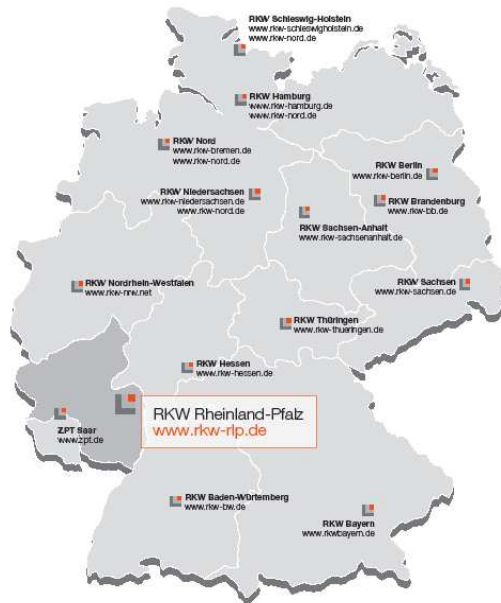 RKW Schleswig-Holstein
www.rkw-schleswigholstein.de
www.rkw-nord.de
RKW Hamburg
www.rkw-hamburg.de
www.rkw-nord.de
RKW Nord
www.rkw-bremen.de
www.rkw-nord.de
RKW Berlin
www.rkw-berlin.de
RKW Niedersachsen
www.rkw-niedersachsen.de
www.rkw-nord.de
RKW Brandenburg
www.rkw-bb.de
RKW Sachsen-Anhalt
www.rkw-sachsenanhalt.de
RKW Nordrhein-Westfalen
www.rkw-nrw.net
RKW Sachsen
www.rkw-sachsen.de
RKW Thüringen
www.rkw-thueringen.de
RKW Hessen
www.rkw-hessen.de
RKW Rheinland-Pfalz
www.rkw-rlp.de
ZPT Saar
www.zpt.de
RKW Baden-Würtemberg
www.rkw-bw.de
RKW Bayern
www.rkwbayern.de